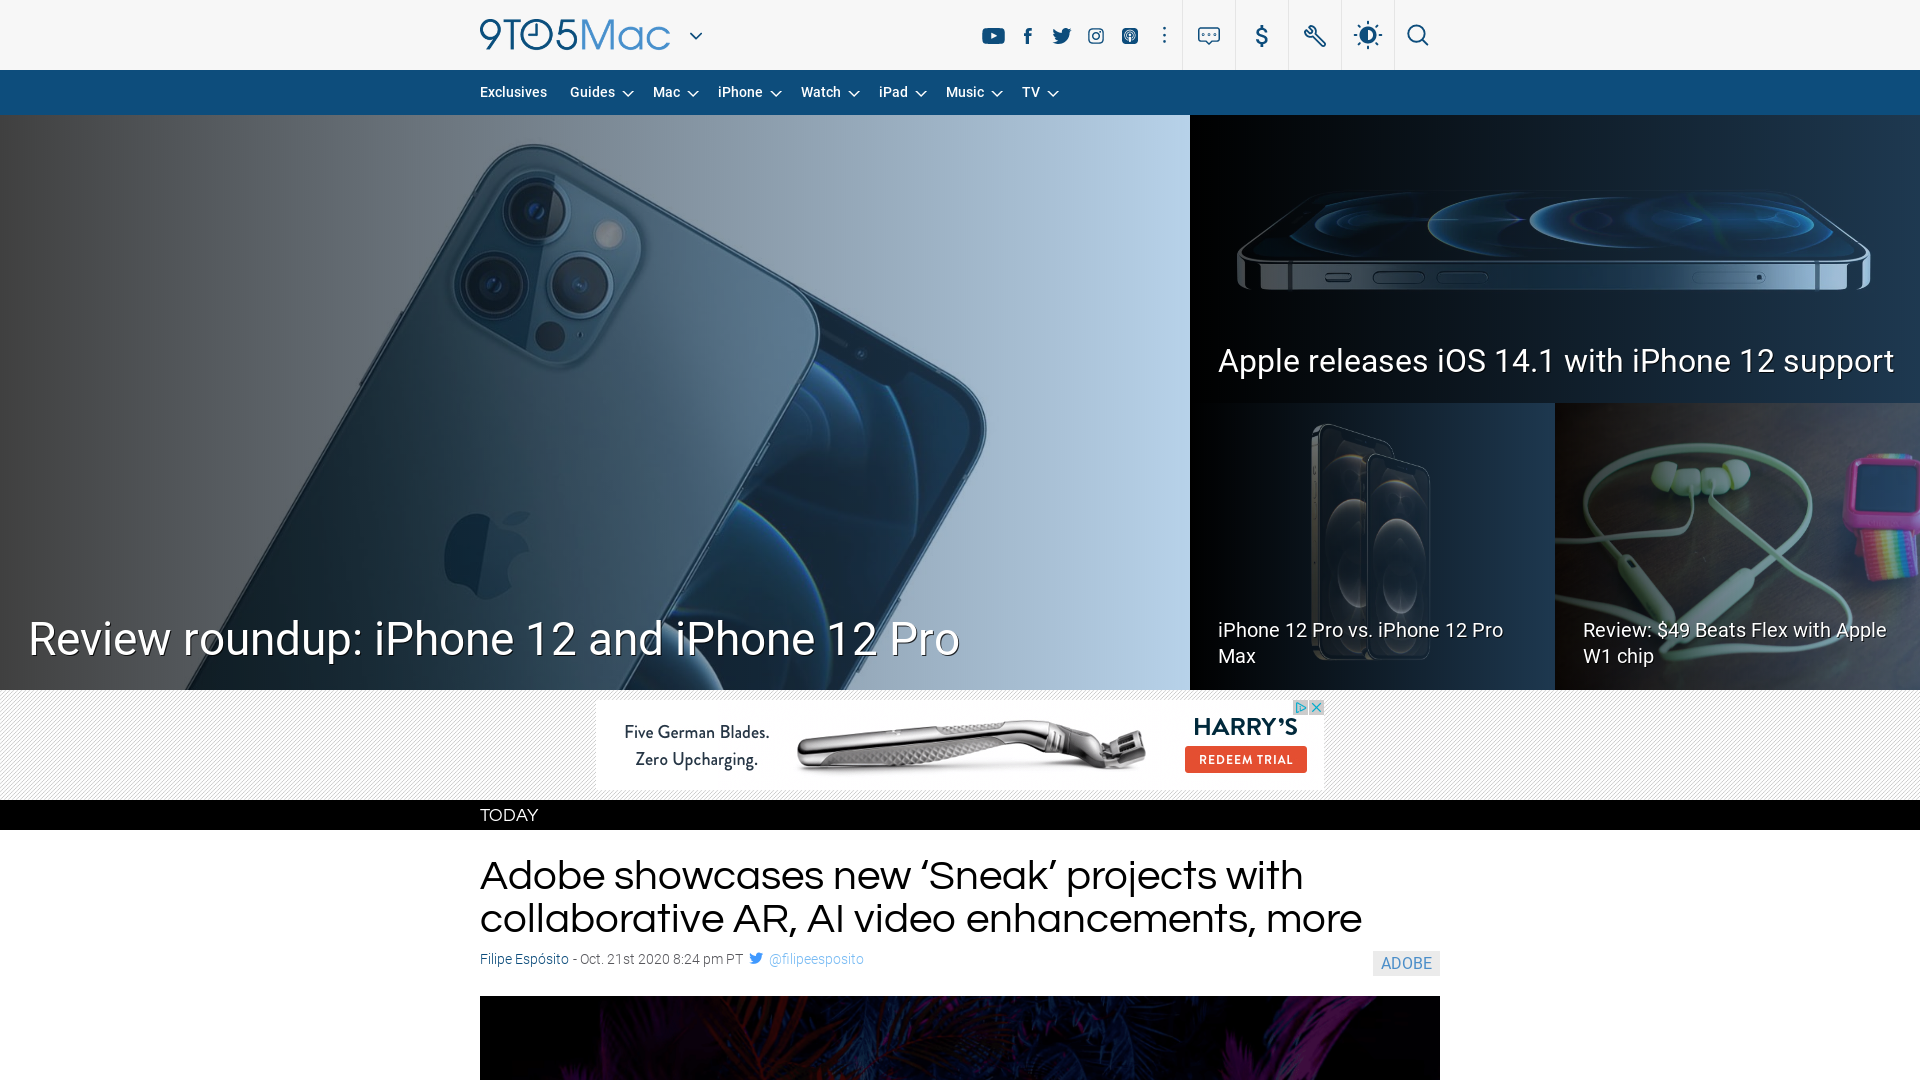 9TO5Mac
Exclusives
Guides
Mac
iPhone
Watch
iPad
Music
TV
Review roundup: iPhone 12 and iPhone 12 Pro
Apple releases iOS 14.1 with iPhone 12 support
iPhone 12 Pro vs. iPhone 12 Pro
Max
Review: $49 Beats Flex with Apple
W1 chip
Five German Blades.
Zero Upcharging.
HARRY'S
REDEEM TRIAL
TODAY
Adobe showcases new ‘Sneak’ projects with
collaborative AR, AI video enhancements, more
Filipe Espósito - Oct. 21st 2020 8:24 pm PT @filipeesposito
ADOBE